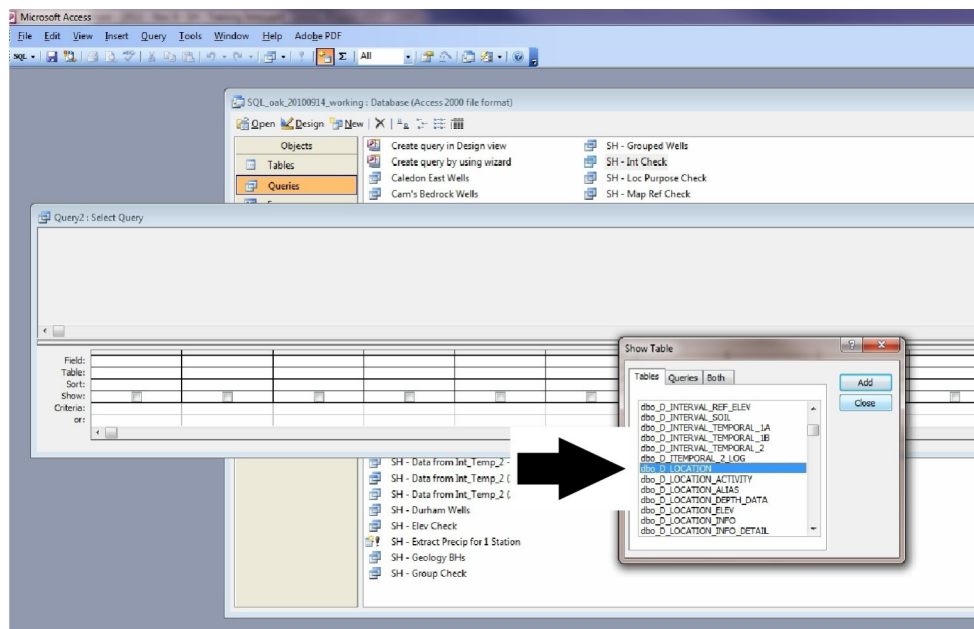 Microsoft Access
File Edit View Insert Query Tools Window Help Adobe PDF
SQL All
SQL_oak_20100914_working : Database (Access 2000 file format)
Open Design New
Objects
Tables
Queries
Create query in Design view
Create query by using wizard
Caledon East Wells
Cam's Bedrock Wells
SH - Grouped Wells
SH - Int Check
SH - Loc Purpose Check
SH - Map Ref Check
Query2 : Select Query
Field:
Table:
Sort:
Show:
Criteria:
or:
Show Table
Tables Queries Both
Add
Close
dbo_D_INTERVAL_REF_ELEV
dbo_D_INTERVAL_SOIL
dbo_D_INTERVAL_TEMPORAL_1A
dbo_D_INTERVAL_TEMPORAL_1B
dbo_D_INTERVAL_TEMPORAL_2
dbo_D_ITEMPORAL_2_LOG
dbo_D_LOCATION
dbo_D_LOCATION_ACTIVITY
dbo_D_LOCATION_ALIAS
dbo_D_LOCATION_DEPTH_DATA
dbo_D_LOCATION_ELEV
dbo_D_LOCATION_INFO
dbo_D_LOCATION_INFO_DETAIL
SH - Data from Int_Temp_2 -
SH - Data from Int_Temp_2 (
SH - Data from Int_Temp_2 (
SH - Durham Wells
SH - Elev Check
SH - Extract Precip for 1 Station
SH - Geology BHs
SH - Group Check